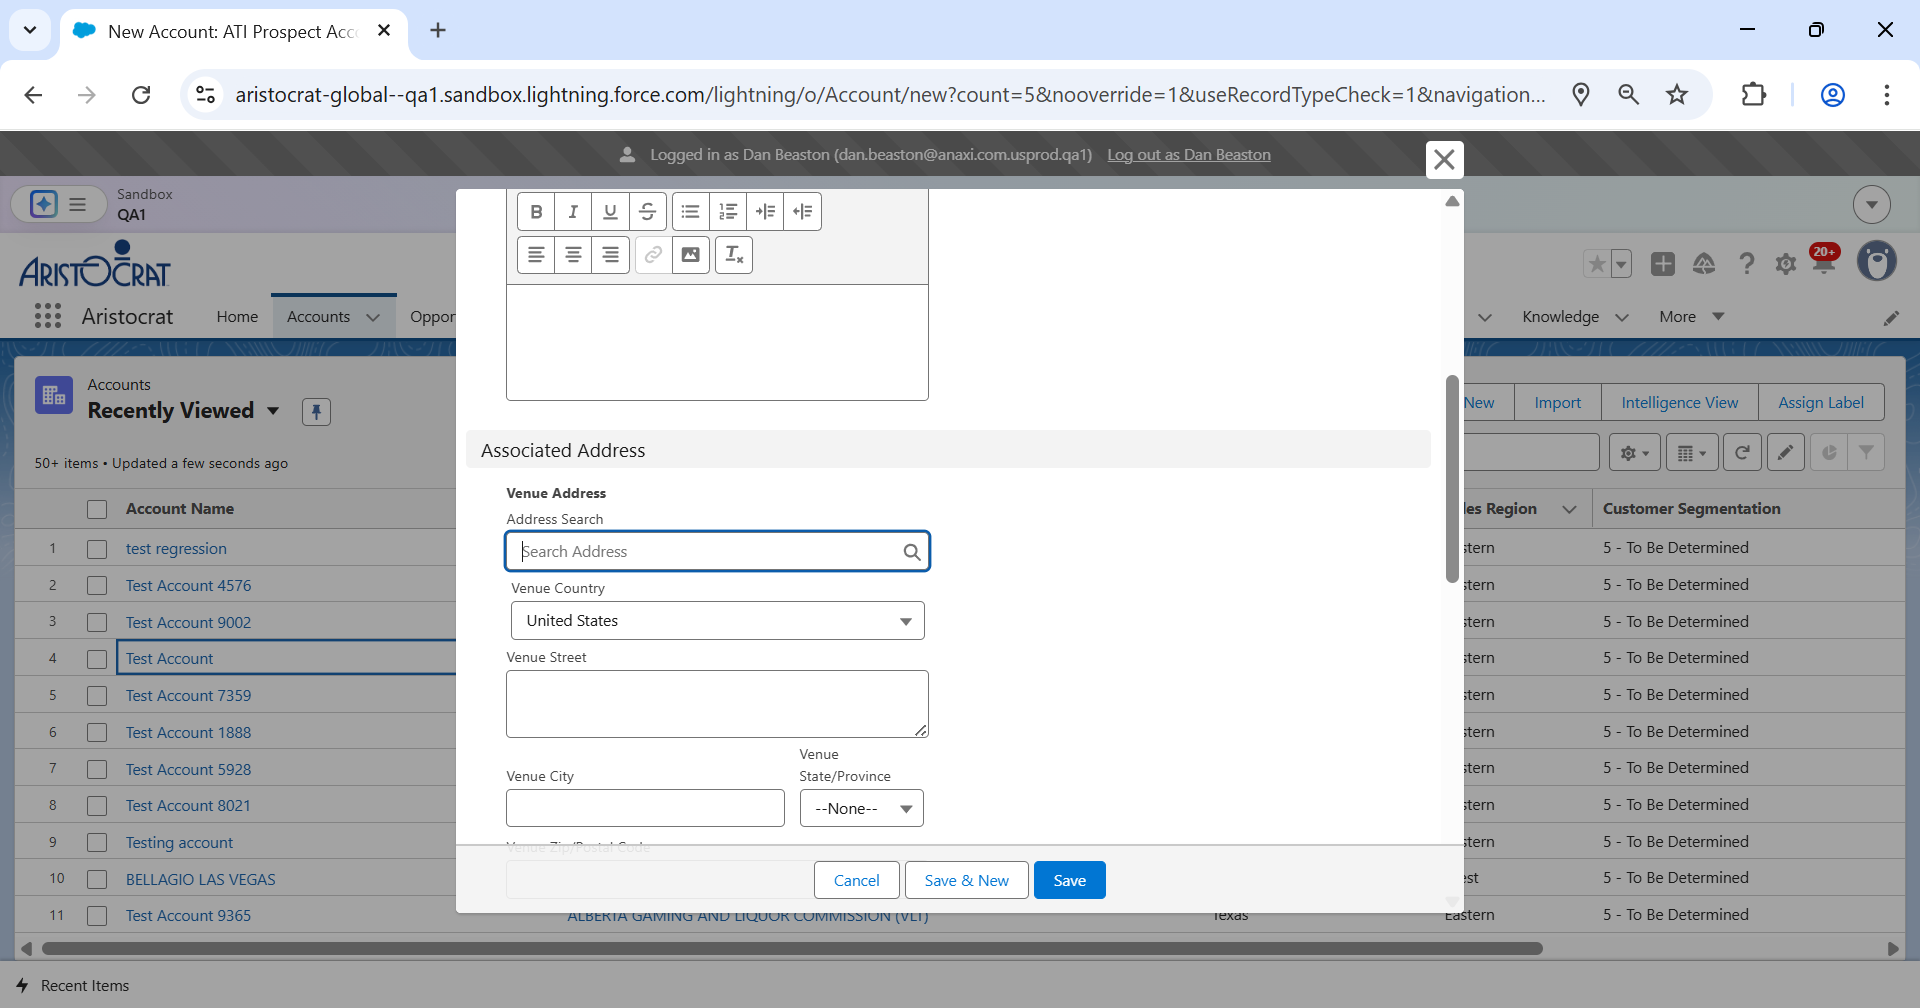 New Account: ATI Prospect Acc
aristocrat-global--qa1.sandbox.lightning.force.com/lightning/o/Account/new?count=5&nooverride=1&useRecordTypeCheck=1&navigation...
Logged in as Dan Beaston (dan.beaston@anaxi.com.usprod.qa1) Log out as Dan Beaston
Sandbox
QA1
ARISTOCRAT
20+
Aristocrat Home Accounts Oppor Knowledge More
Accounts
Recently Viewed
50+ items • Updated a few seconds ago
New Import Intelligence View Assign Label
Account Name
les Region Customer Segmentation
1 test regression stern 5 - To Be Determined
2 Test Account 4576 stern 5 - To Be Determined
3 Test Account 9002 stern 5 - To Be Determined
4 Test Account stern 5 - To Be Determined
5 Test Account 7359 stern 5 - To Be Determined
6 Test Account 1888 stern 5 - To Be Determined
7 Test Account 5928 stern 5 - To Be Determined
8 Test Account 8021 stern 5 - To Be Determined
9 Testing account stern 5 - To Be Determined
10 BELLAGIO LAS VEGAS est 5 - To Be Determined
11 Test Account 9365 ALBERTA GAMING AND LIQUOR COMMISSION (VLT) Texas Eastern 5 - To Be Determined
B I U S
Associated Address
Venue Address
Address Search
Search Address
Venue Country
United States
Venue Street
Venue City
Venue
State/Province
--None--
Venue Zip/Postal Code
Cancel Save & New Save
Recent Items